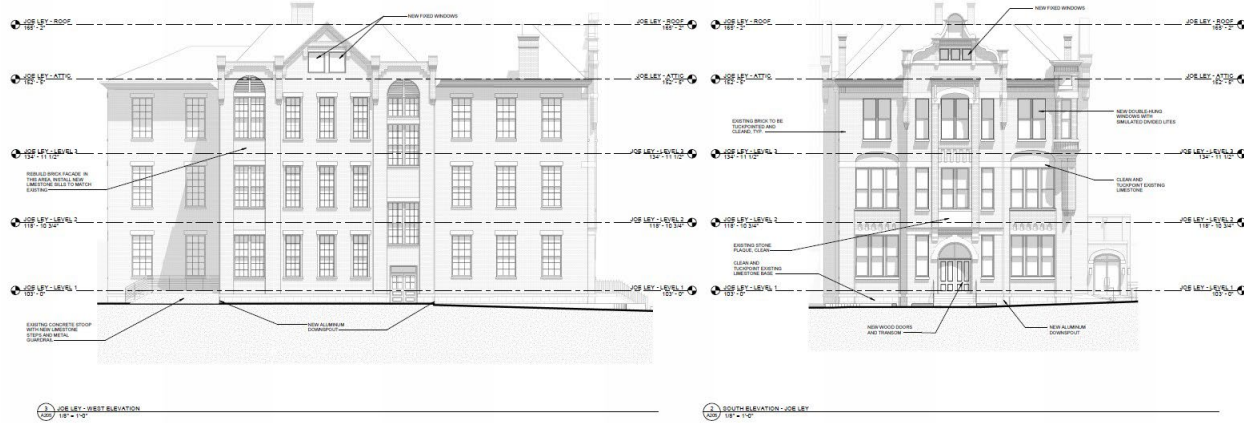 NEW FIXED WINDOWS
JOE LEY - ROOF
165' - 2"
JOE LEY - ROOF
165' - 2"
JOE LEY - ATTIC
JOE LEY - ATTIC
JOE LEY - LEVEL 3
134' - 11 1/2"
JOE LEY - LEVEL 3
134' - 11 1/2"
REBUILD BRICK FACADE IN
THIS AREA, INSTALL NEW
LIMESTONE SILLS TO MATCH
EXISTING
JOE LEY - LEVEL 2
118' - 10 3/4"
JOE LEY - LEVEL 2
118' - 10 3/4"
JOE LEY - LEVEL 1
103' - 0"
JOE LEY - LEVEL 1
103' - 0"
EXISTING CONCRETE STOOP
WITH NEW LIMESTONE
STEPS AND METAL
GUARDRAIL
NEW ALUMINUM
DOWNSPOUT
3
A205
JOE LEY - WEST ELEVATION
1/8" = 1'-0"
NEW FIXED WINDOWS
JOE LEY - ROOF
165' - 2"
JOE LEY - ROOF
165' - 2"
JOE LEY - ATTIC
JOE LEY - ATTIC
EXISTING BRICK TO BE
TUCKPOINTED AND
CLEAND, TYP
NEW DOUBLE-HUNG
WINDOWS WITH
SIMULATED DIVIDED LITES
JOE LEY - LEVEL 3
134' - 11 1/2"
JOE LEY - LEVEL 3
134' - 11 1/2"
CLEAN AND
TUCKPOINT EXISTING
LIMESTONE
JOE LEY - LEVEL 2
118' - 10 3/4"
JOE LEY - LEVEL 2
118' - 10 3/4"
EXISTING STONE
PLAQUE, CLEAN
CLEAN AND
TUCKPOINT EXISTING
LIMESTONE BASE
JOE LEY - LEVEL 1
103' - 0"
JOE LEY - LEVEL 1
103' - 0"
NEW WOOD DOORS
AND TRANSOM
NEW ALUMINUM
DOWNSPOUT
2
A205
SOUTH ELEVATION - JOE LEY
1/8" = 1'-0"